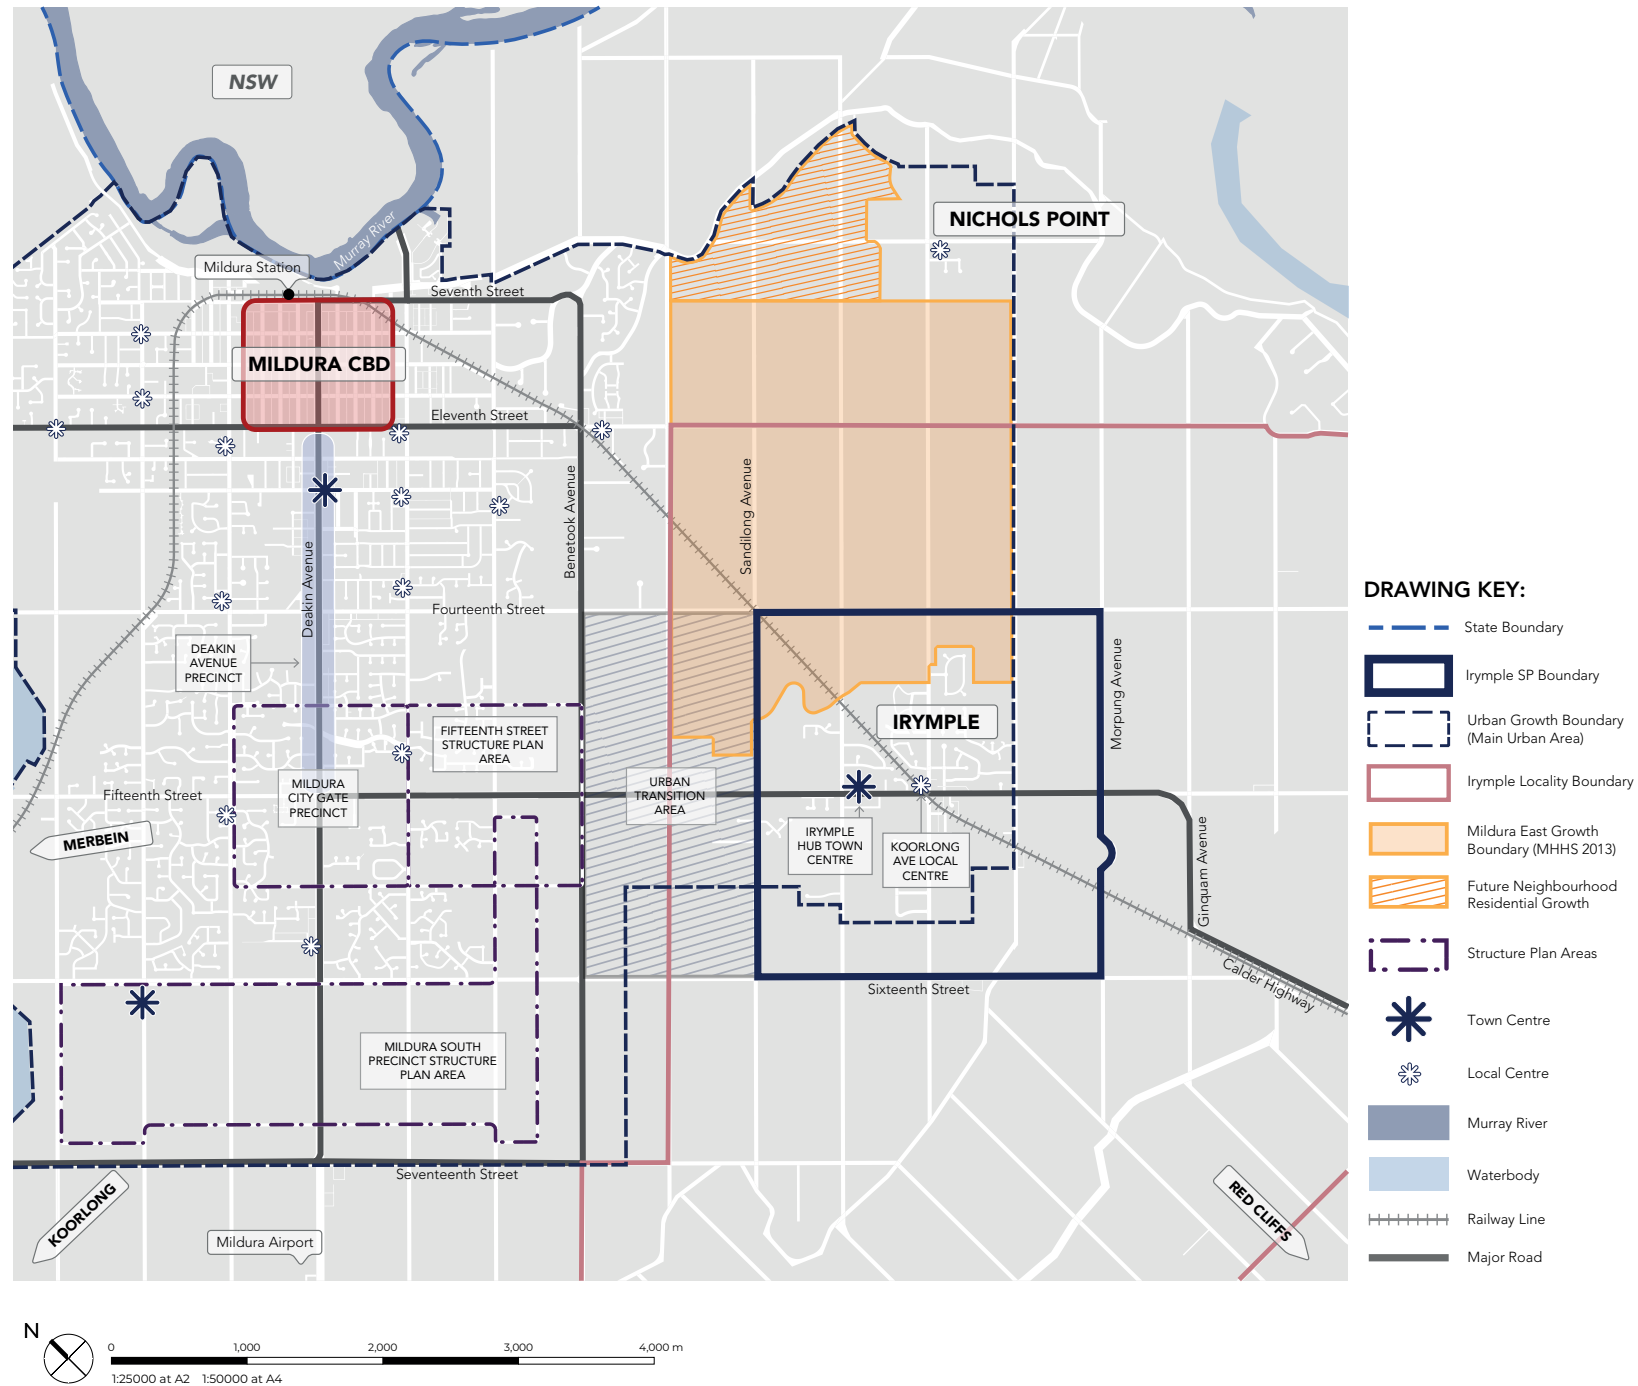 NSW
Murray River
Mildura Station
NICHOLS POINT
Seventh Street
MILDURA CBD
Eleventh Street
Benetook Avenue
Sandilong Avenue
Deakin Avenue
Fourteenth Street
DEAKIN
AVENUE
PRECINCT
Morpung Avenue
FIFTEENTH STREET
STRUCTURE PLAN
AREA
IRYMPLE
MILDURA
CITY GATE
PRECINCT
URBAN
TRANSITION
AREA
Fifteenth Street
MERBEIN
IRYMPLE
HUB TOWN
CENTRE
KOORLONG
AVE LOCAL
CENTRE
Ginquam Avenue
Calder Highway
Sixteenth Street
MILDURA SOUTH
PRECINCT STRUCTURE
PLAN AREA
Seventeenth Street
KOORLONG
RED CLIFFS
Mildura Airport
DRAWING KEY:
State Boundary
Irymple SP Boundary
Urban Growth Boundary
(Main Urban Area)
Irymple Locality Boundary
Mildura East Growth
Boundary (MHHS 2013)
Future Neighbourhood
Residential Growth
Structure Plan Areas
Town Centre
Local Centre
Murray River
Waterbody
Railway Line
Major Road
N
0 1,000 2,000 3,000 4,000 m
1:25000 at A2 1:50000 at A4